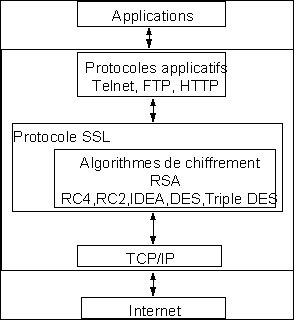 Applications
Protocoles applicatifs
Telnet, FTP, HTTP
Protocole SSL
Algorithmes de chiffrement
RSA
RC4,RC2,IDEA,DES,Triple DES
TCP/IP
Internet